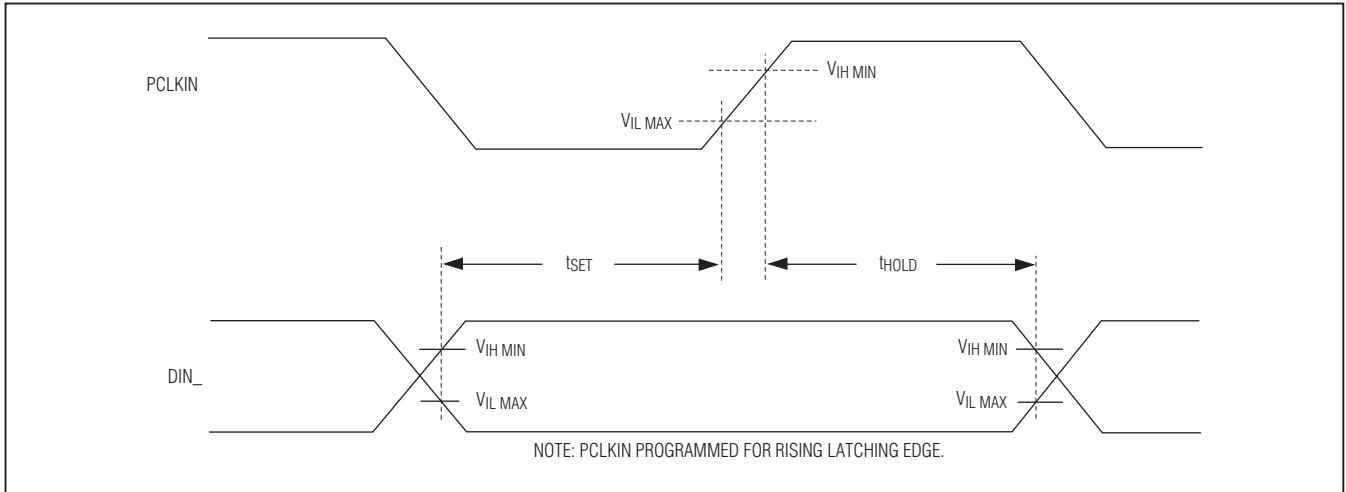 PCLKIN
VIH MIN
VIL MAX
tSET
tHOLD
DIN_
VIH MIN
VIH MIN
VIL MAX
VIL MAX
NOTE: PCLKIN PROGRAMMED FOR RISING LATCHING EDGE.